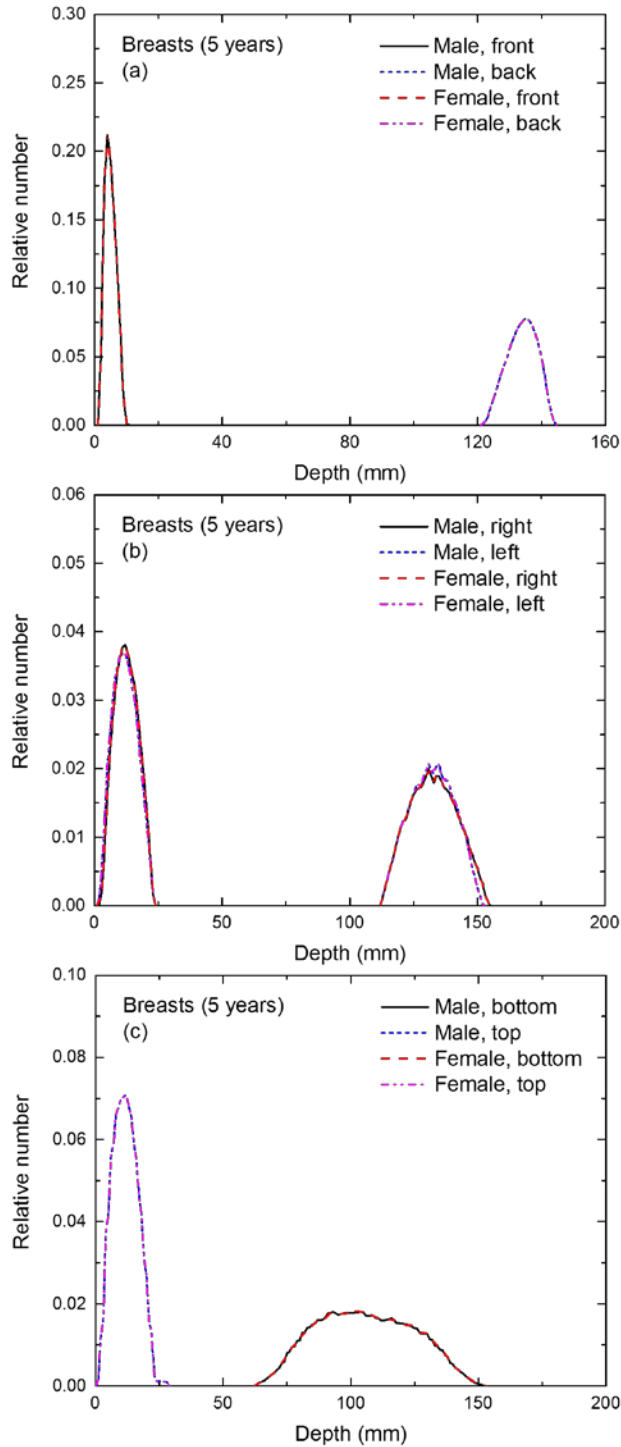 Breasts (5 years)
(a)
Male, front
Male, back
Female, front
Female, back
0.30
0.25
0.20
0.15
0.10
0.05
0.00
Relative number
0 40 80 120 160
Depth (mm)
Breasts (5 years)
(b)
Male, right
Male, left
Female, right
Female, left
0.06
0.05
0.04
0.03
0.02
0.01
0.00
Relative number
0 50 100 150 200
Depth (mm)
Breasts (5 years)
(c)
Male, bottom
Male, top
Female, bottom
Female, top
0.10
0.08
0.06
0.04
0.02
0.00
Relative number
0 50 100 150 200
Depth (mm)